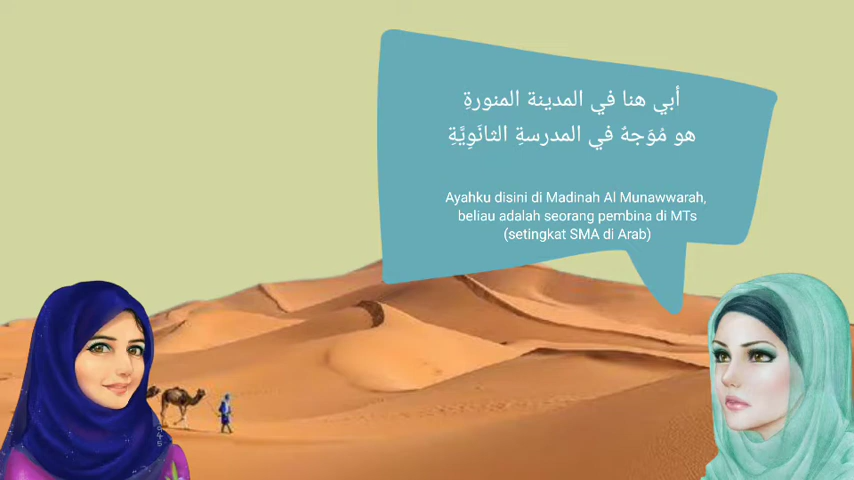 أبي هنا في المدينة المنورةِ
هو مُوَجهٌ في المدرسةِ الثانَوِيَّةِ
Ayahku disini di Madinah Al Munawwarah,
beliau adalah seorang pembina di MTs
(setingkat SMA di Arab)